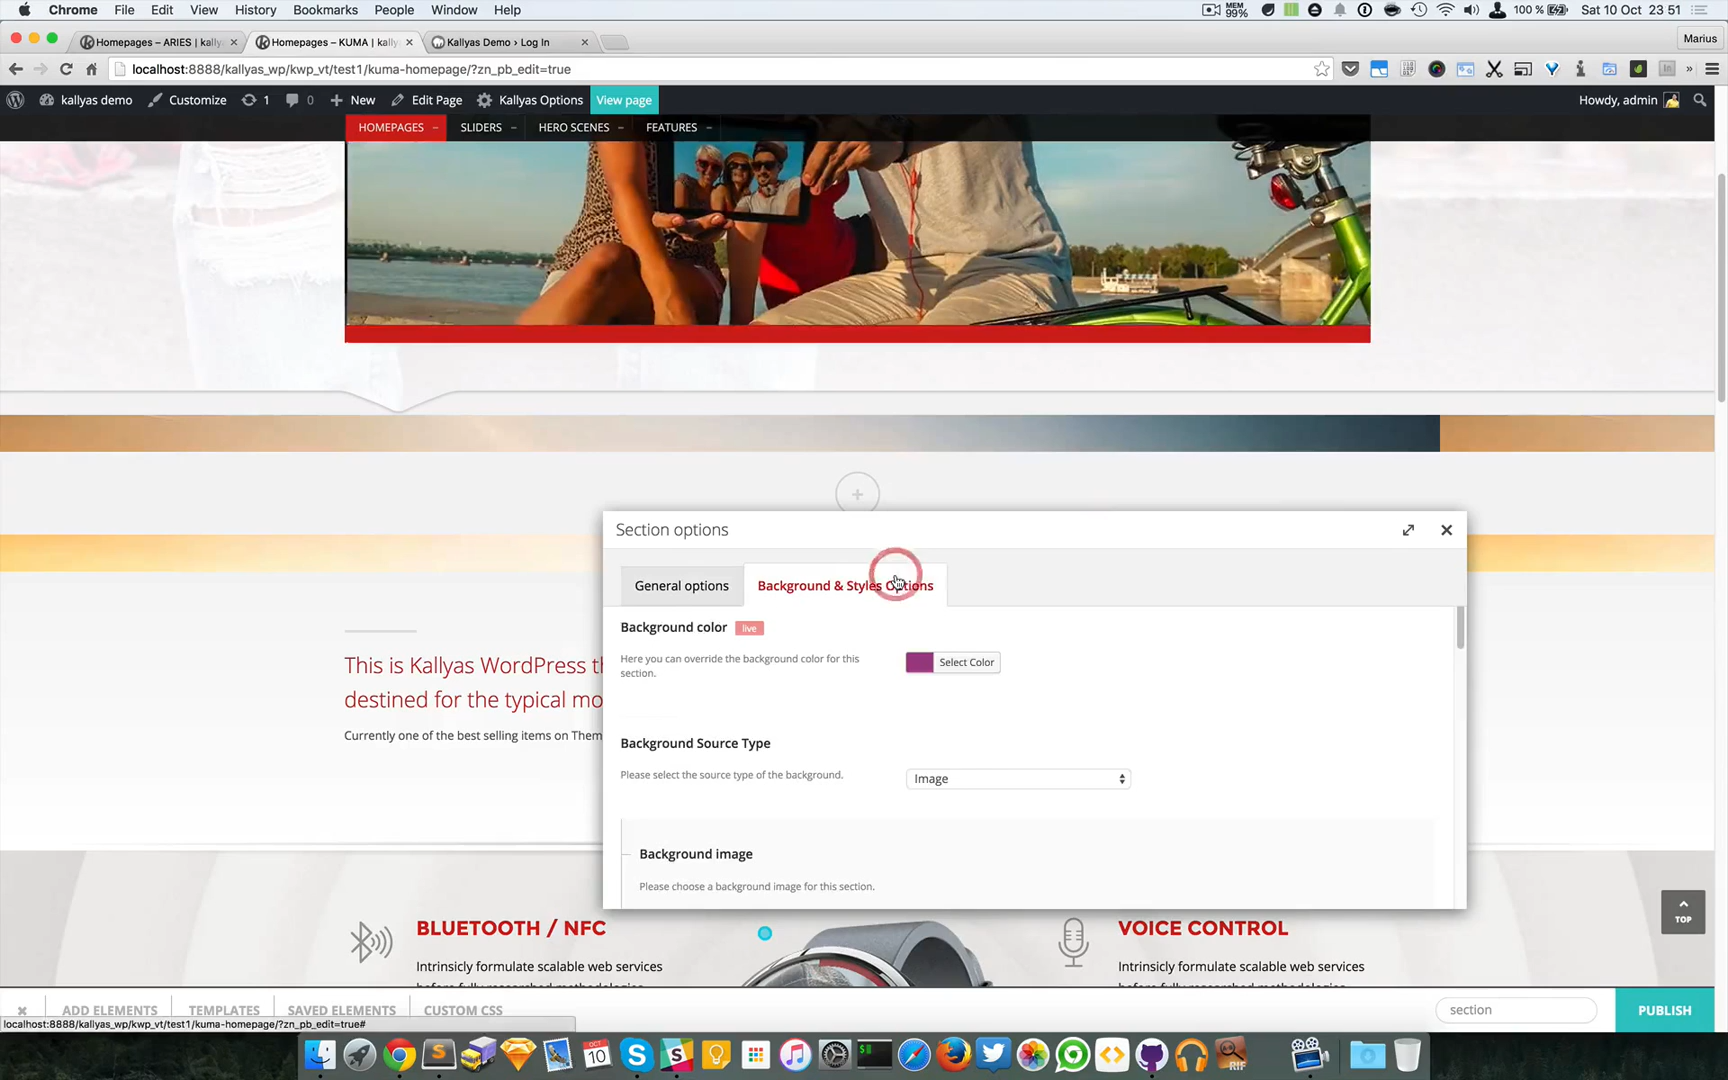 Chrome File Edit View History Bookmarks People Window Help MEM 99% 100 % Sat 10 Oct 23 51
Homepages – ARIES | kally Homepages – KUMA | kally Kallyas Demo › Log In Marius
localhost:8888/kallyas_wp/kwp_vt/test1/kuma-homepage/?zn_pb_edit=true
kallyas demo Customize 1 0 New Edit Page Kallyas Options View page Howdy, admin
HOMEPAGES – SLIDERS – HERO SCENES – FEATURES –
Section options
General options Background & Styles Options
Background color live
Here you can override the background color for this
section.
Select Color
This is Kallyas WordPress th
destined for the typical mo
Currently one of the best selling items on Them
Background Source Type
Please select the source type of the background.
Image
Background image
Please choose a background image for this section.
TOP
BLUETOOTH / NFC
Intrinsicly formulate scalable web services
VOICE CONTROL
Intrinsicly formulate scalable web services
ADD ELEMENTS TEMPLATES SAVED ELEMENTS CUSTOM CSS section PUBLISH
localhost:8888/kallyas_wp/kwp_vt/test1/kuma-homepage/?zn_pb_edit=true#
OCT
10
RIF